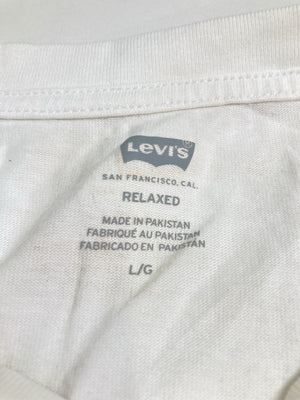 Levi's
SAN FRANCISCO, CAL.
RELAXED
MADE IN PAKISTAN
FABRIQUÉ AU PAKISTAN
FABRICADO EN PAKISTAN
L/G